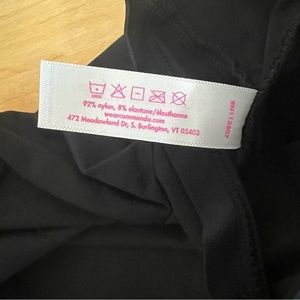 92% nylon, 8% elastane/élasthanne
wearcommando.com
472 Meadowland Dr, S. Burlington, VT 05403